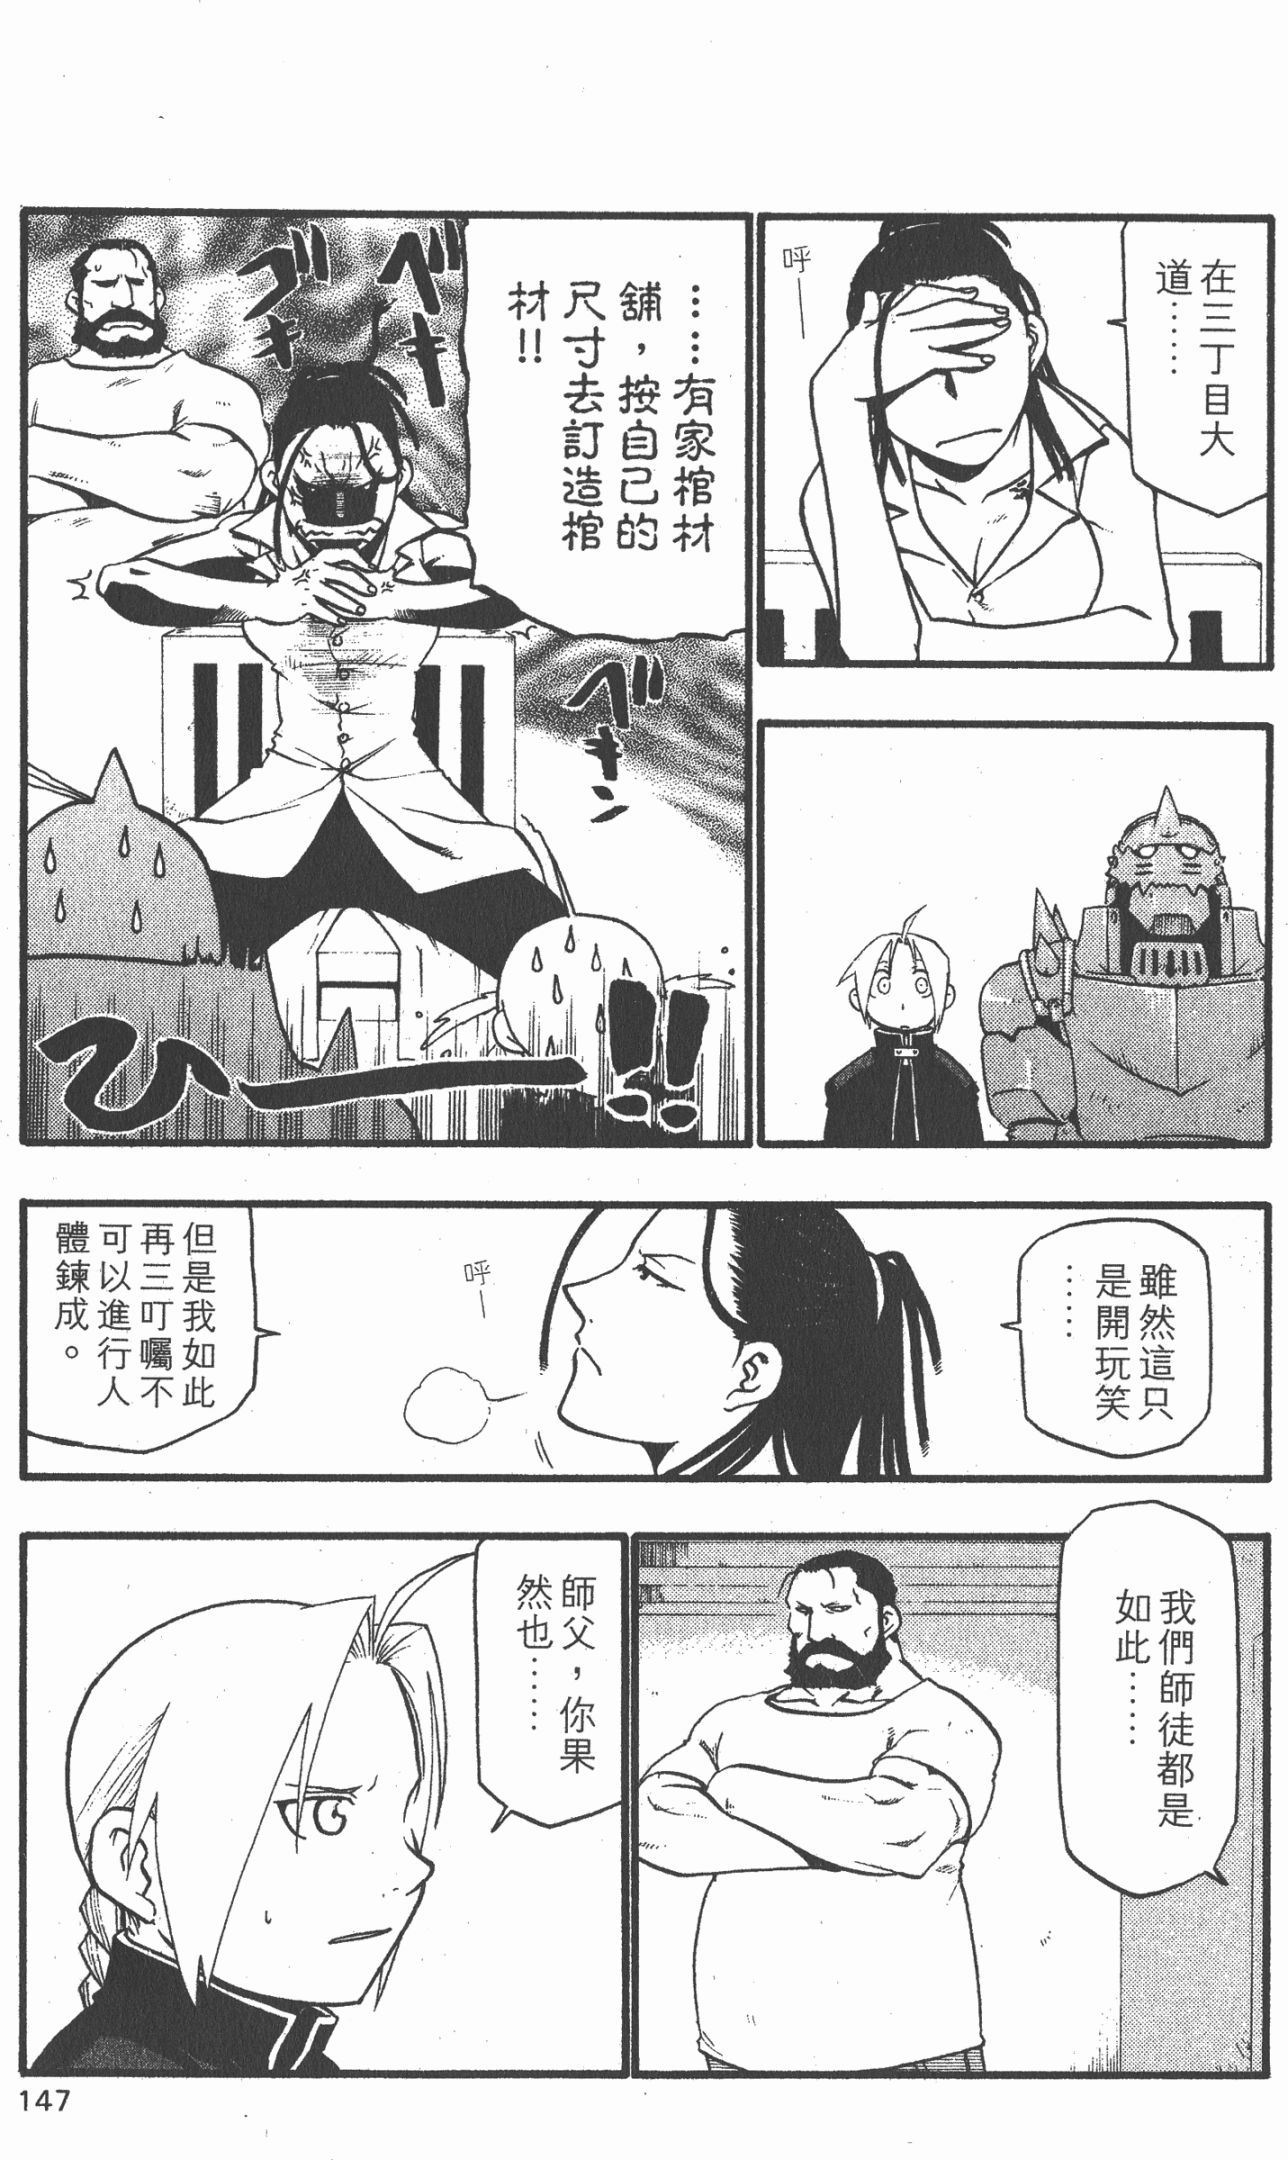 在三丁目大
道……
呼—
……有家棺材
舖，按自己的
尺寸去訂造棺
材!!
ベキ
ゴキ
ベキン
ひー!!
雖然這只
是開玩笑
……
呼—
但是我如此
再三叮囑不
可以進行人
體鍊成。
我們師徒都是
如此……
師父，你果
然也……
147